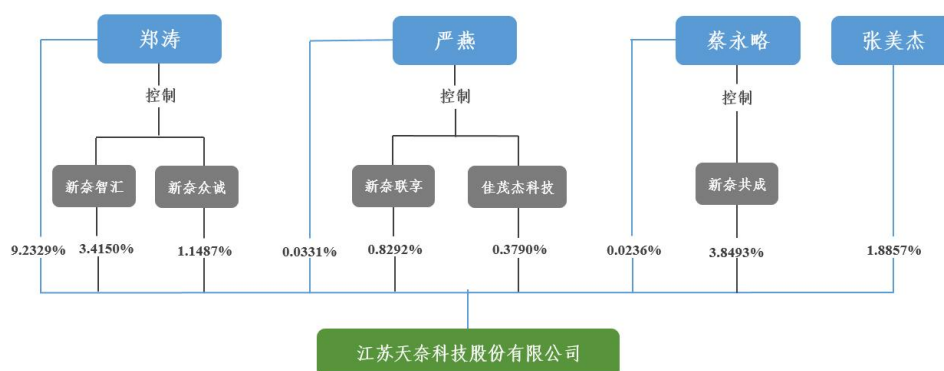 郑涛
严燕
蔡永略
张美杰
控制
控制
控制
新奈智汇
新奈众诚
新奈联享
佳茂杰科技
新奈共成
9.2329%
3.4150%
1.1487%
0.0331%
0.8292%
0.3790%
0.0236%
3.8493%
1.8857%
江苏天奈科技股份有限公司